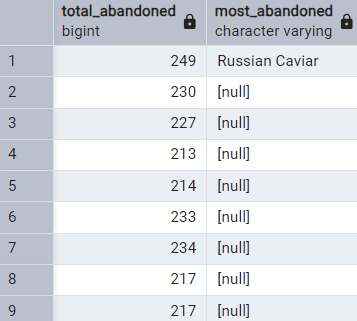 total_abandoned most_abandoned
bigint character varying
1 249 Russian Caviar
2 230 [null]
3 227 [null]
4 213 [null]
5 214 [null]
6 233 [null]
7 234 [null]
8 217 [null]
9 217 [null]